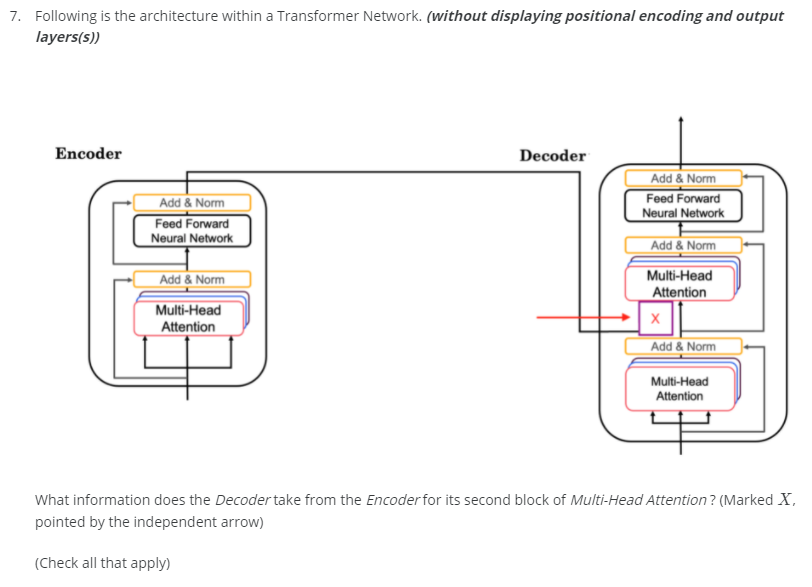 7. Following is the architecture within a Transformer Network. (without displaying positional encoding and output
layers(s))
Encoder
Decoder
Add & Norm
Feed Forward
Neural Network
Add & Norm
Multi-Head
Attention
Add & Norm
Feed Forward
Neural Network
Add & Norm
Multi-Head
Attention
X
Add & Norm
Multi-Head
Attention
What information does the Decoder take from the Encoder for its second block of Multi-Head Attention? (Marked X,
pointed by the independent arrow)
(Check all that apply)